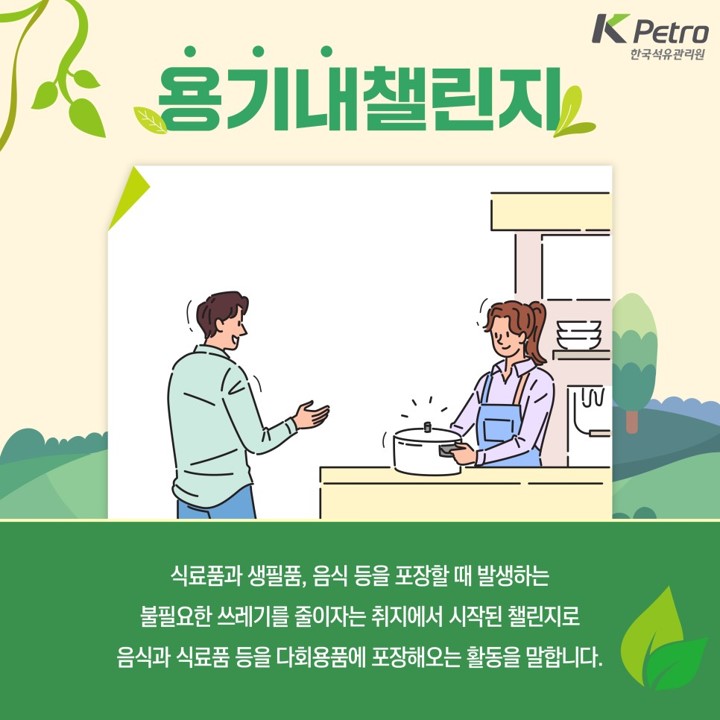 K Petro
한국석유관리원
용기내챌린지
식료품과 생필품, 음식 등을 포장할 때 발생하는
불필요한 쓰레기를 줄이자는 취지에서 시작된 챌린지로
음식과 식료품 등을 다회용품에 포장해오는 활동을 말합니다.